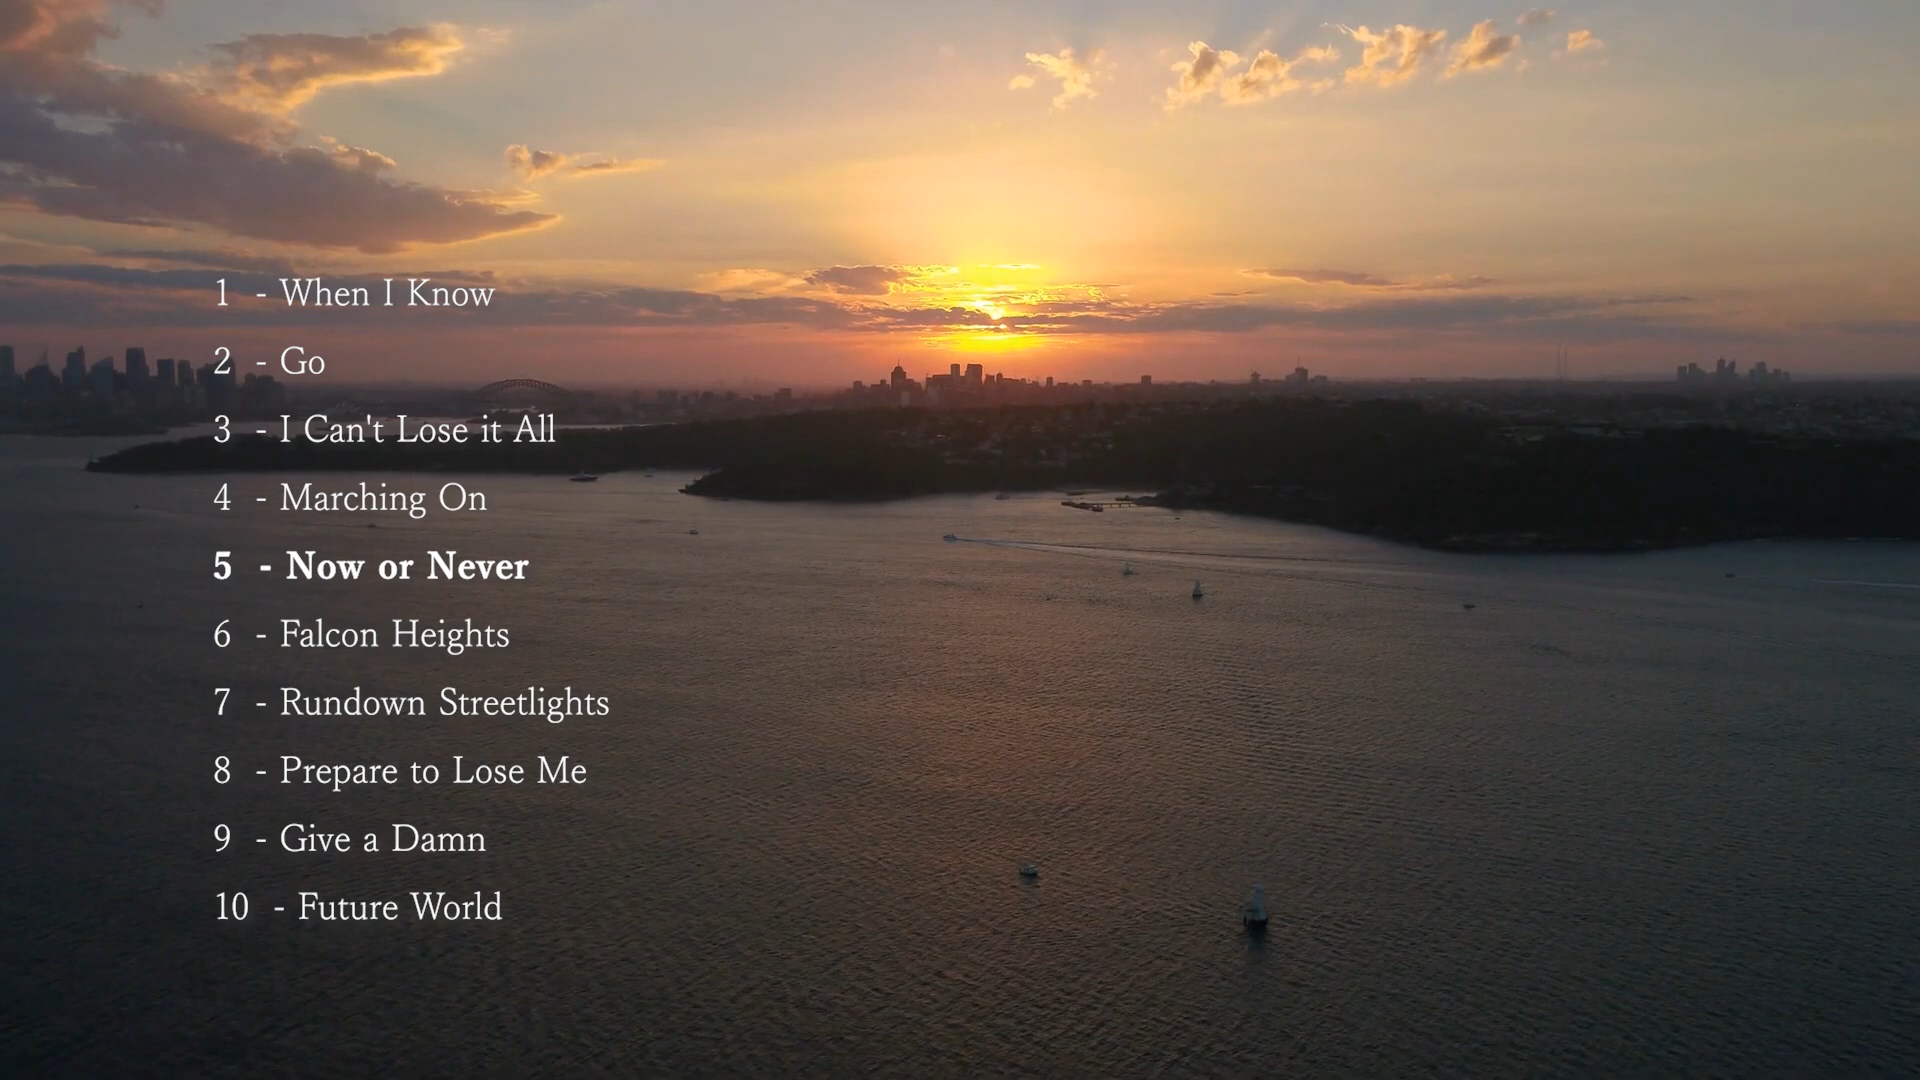 1 - When I Know
2 - Go
3 - I Can't Lose it All
4 - Marching On
5 - Now or Never
6 - Falcon Heights
7 - Rundown Streetlights
8 - Prepare to Lose Me
9 - Give a Damn
10 - Future World